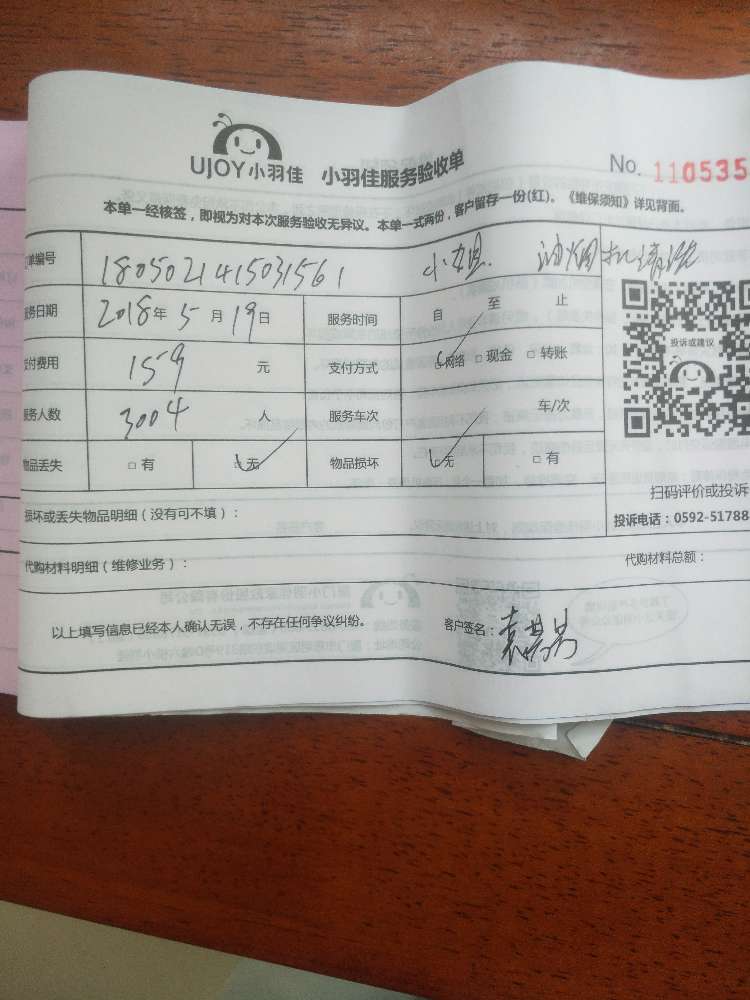 UJOY小羽佳 小羽佳服务验收单 No. 110535
本单一经核签，即视为对本次服务验收无异议。本单一式两份，客户留存一份(红)。《维保须知》详见背面。
订单编号 1805021415031561 油烟机清洗
服务日期 2018年5月19日 服务时间 自 至 止
支付费用 159 元 支付方式 网络 □现金 □转账
投诉或建议
服务人数 3004 人 服务车次 车/次
物品丢失 □有 无 物品损坏 无 □有
扫码评价或投诉
损坏或丢失物品明细（没有可不填）：
投诉电话：0592-51788
代购材料明细（维修业务）： 代购材料总额：
以上填写信息已经本人确认无误，不存在任何争议纠纷。 客户签名：